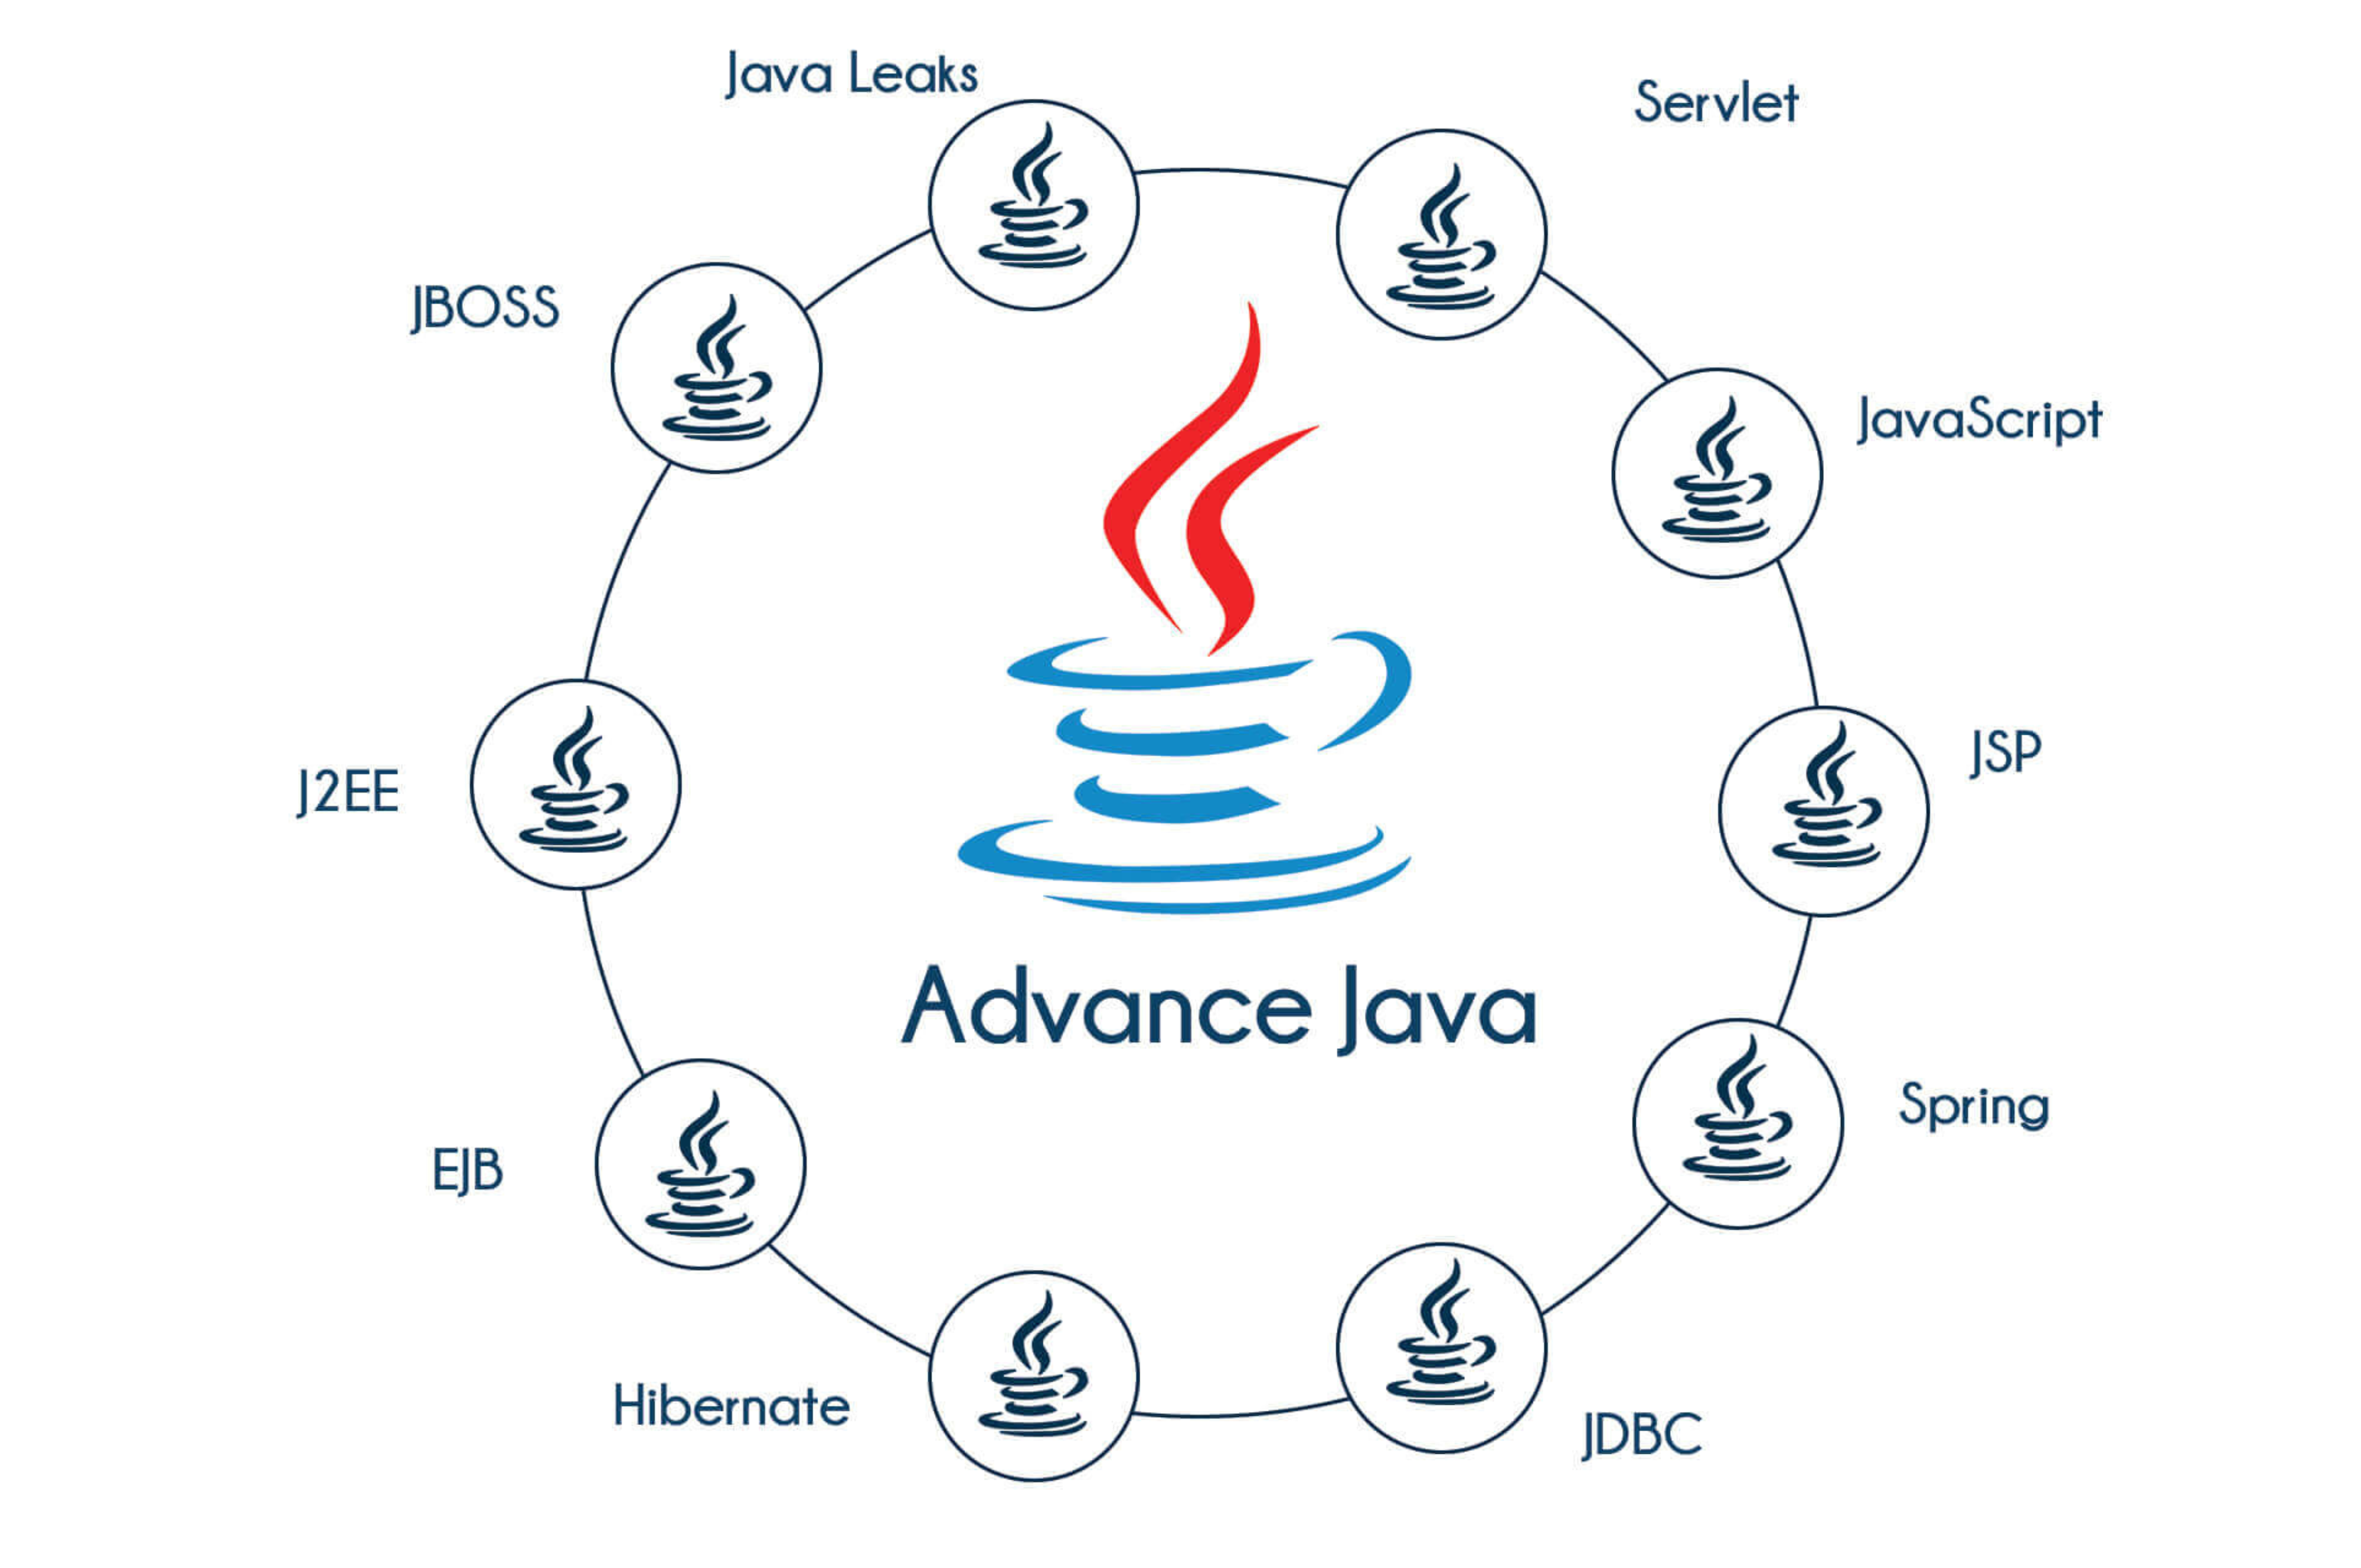 Java Leaks
Servlet
JBOSS
JavaScript
JSP
J2EE
Advance Java
Spring
EJB
Hibernate
JDBC